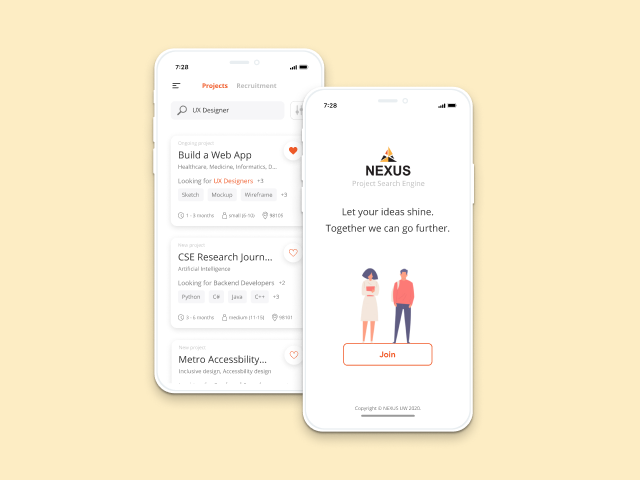 7:28
Projects Recruitment
UX Designer
Ongoing project
Build a Web App
Healthcare, Medicine, Informatics, D...
Looking for UX Designers +3
Sketch Mockup Wireframe +3
1 - 3 months small (6-10) 98105
New project
CSE Research Journ...
Artificial Intelligence
Looking for Backend Developers +2
Python C# Java C++ +3
3 - 6 months medium (11-15) 98101
New project
Metro Accessbility...
Inclusive design, Accessbility design
7:28
NEXUS
Project Search Engine
Let your ideas shine.
Together we can go further.
Join
Copyright © NEXUS UW 2020.